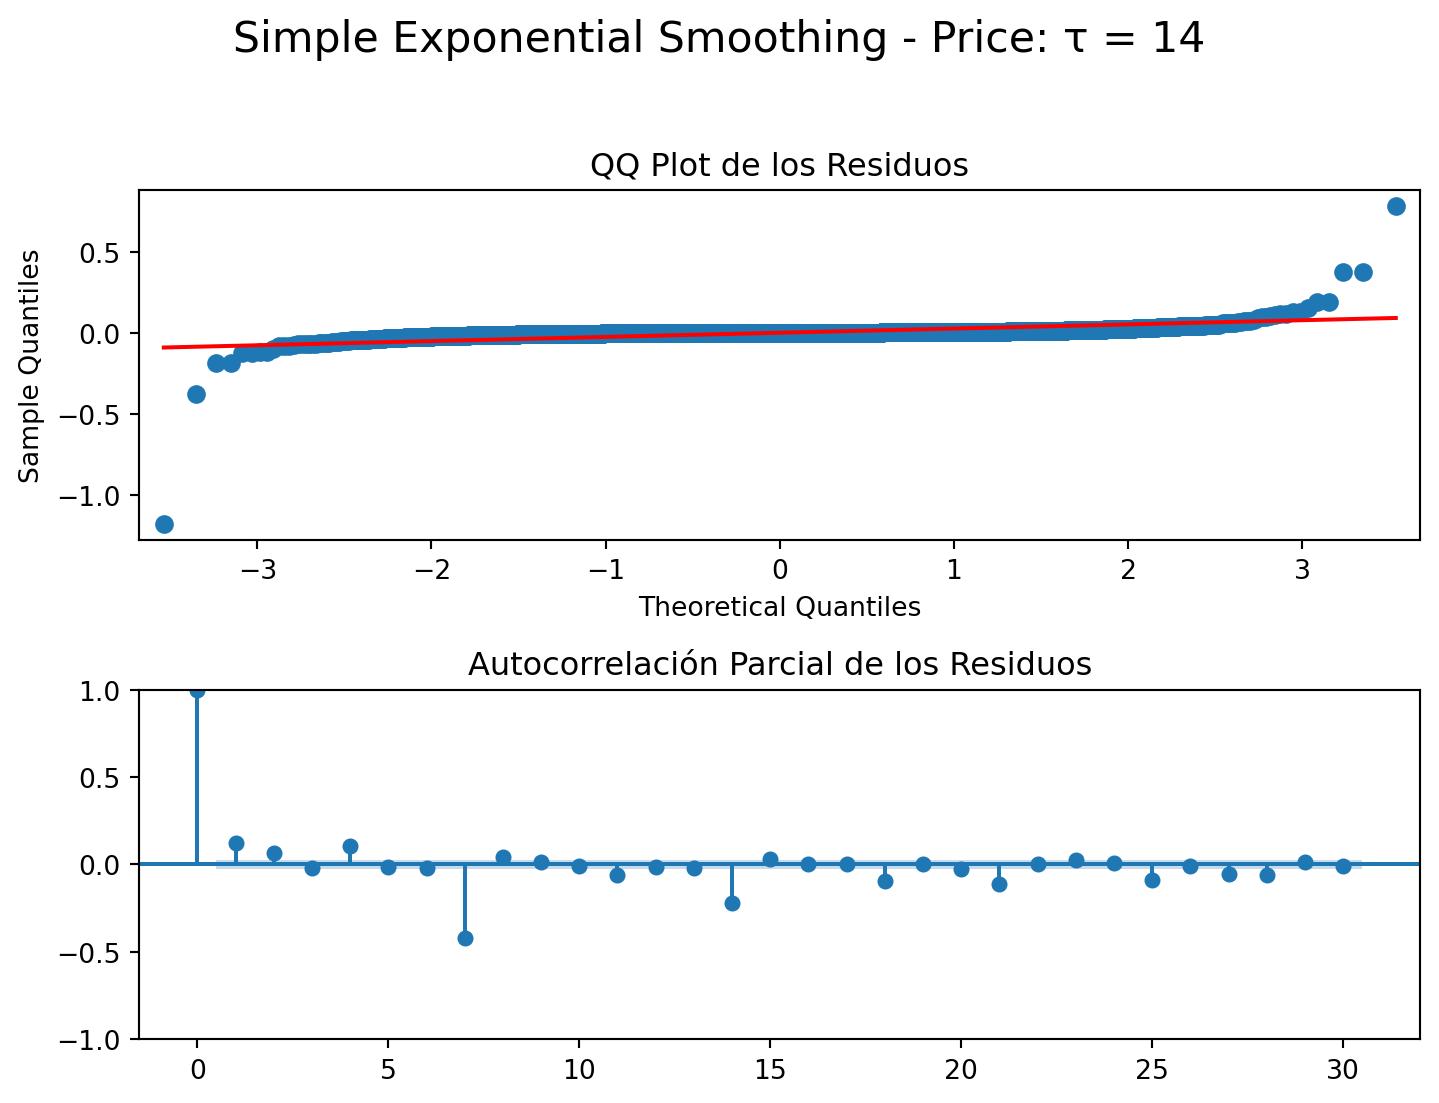 Simple Exponential Smoothing - Price: τ = 14
QQ Plot de los Residuos
Sample Quantiles
0.5
0.0
−0.5
−1.0
−3 −2 −1 0 1 2 3
Theoretical Quantiles
Autocorrelación Parcial de los Residuos
1.0
0.5
0.0
−0.5
−1.0
0 5 10 15 20 25 30